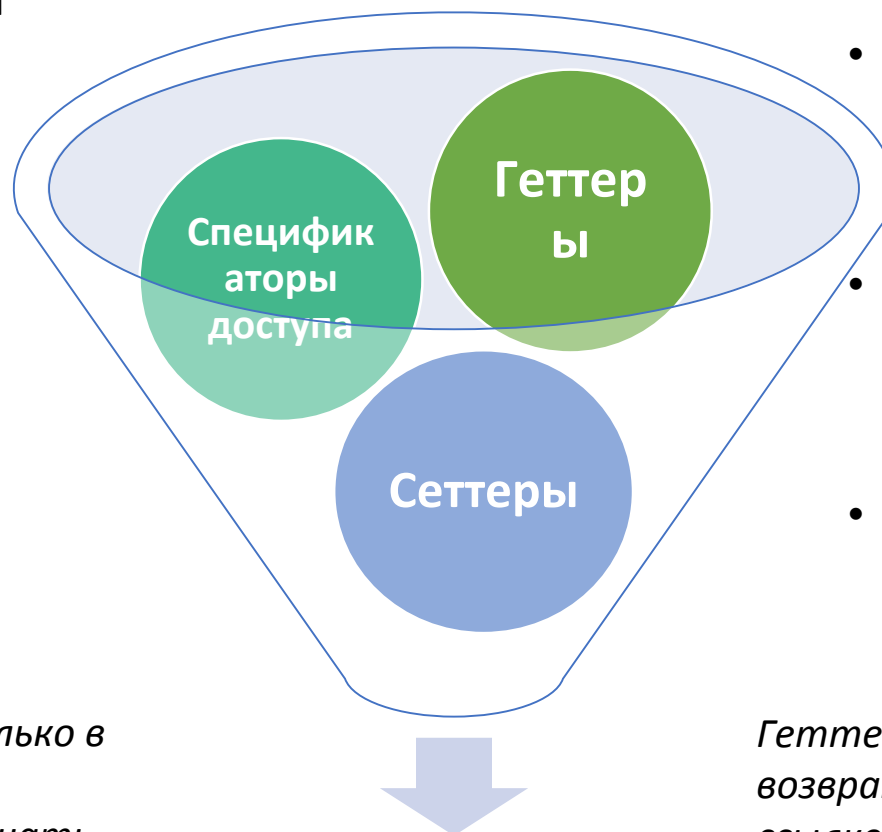 Геттер
ы
Специфик
аторы
доступа
Сеттеры
лько в
Гетте
возвра